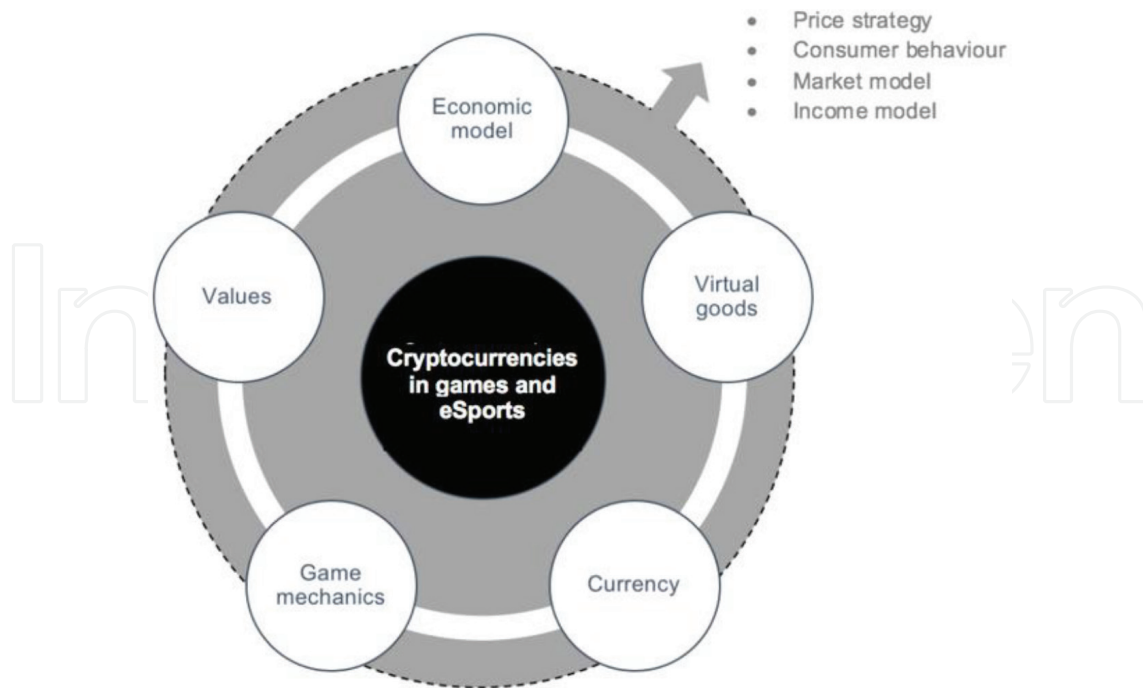 • Price strategy
• Consumer behaviour
• Market model
• Income model
Economic
model
Values
Virtual
goods
Cryptocurrencies
in games and
eSports
Game
mechanics
Currency